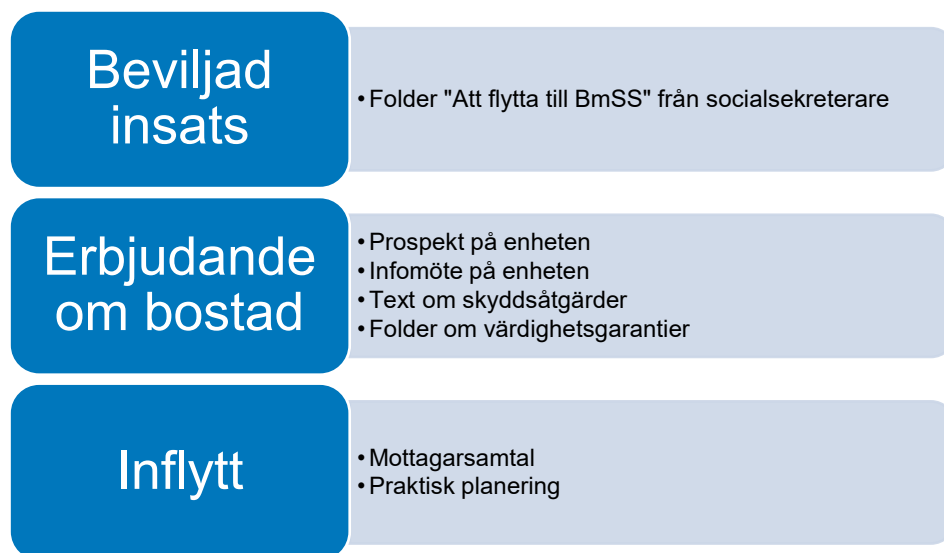 Beviljad
insats
• Folder "Att flytta till BmSS" från socialsekreterare
Erbjudande
om bostad
• Prospekt på enheten
• Infomöte på enheten
• Text om skyddsåtgärder
• Folder om värdighetsgarantier
Inflytt
• Mottagarsamtal
• Praktisk planering